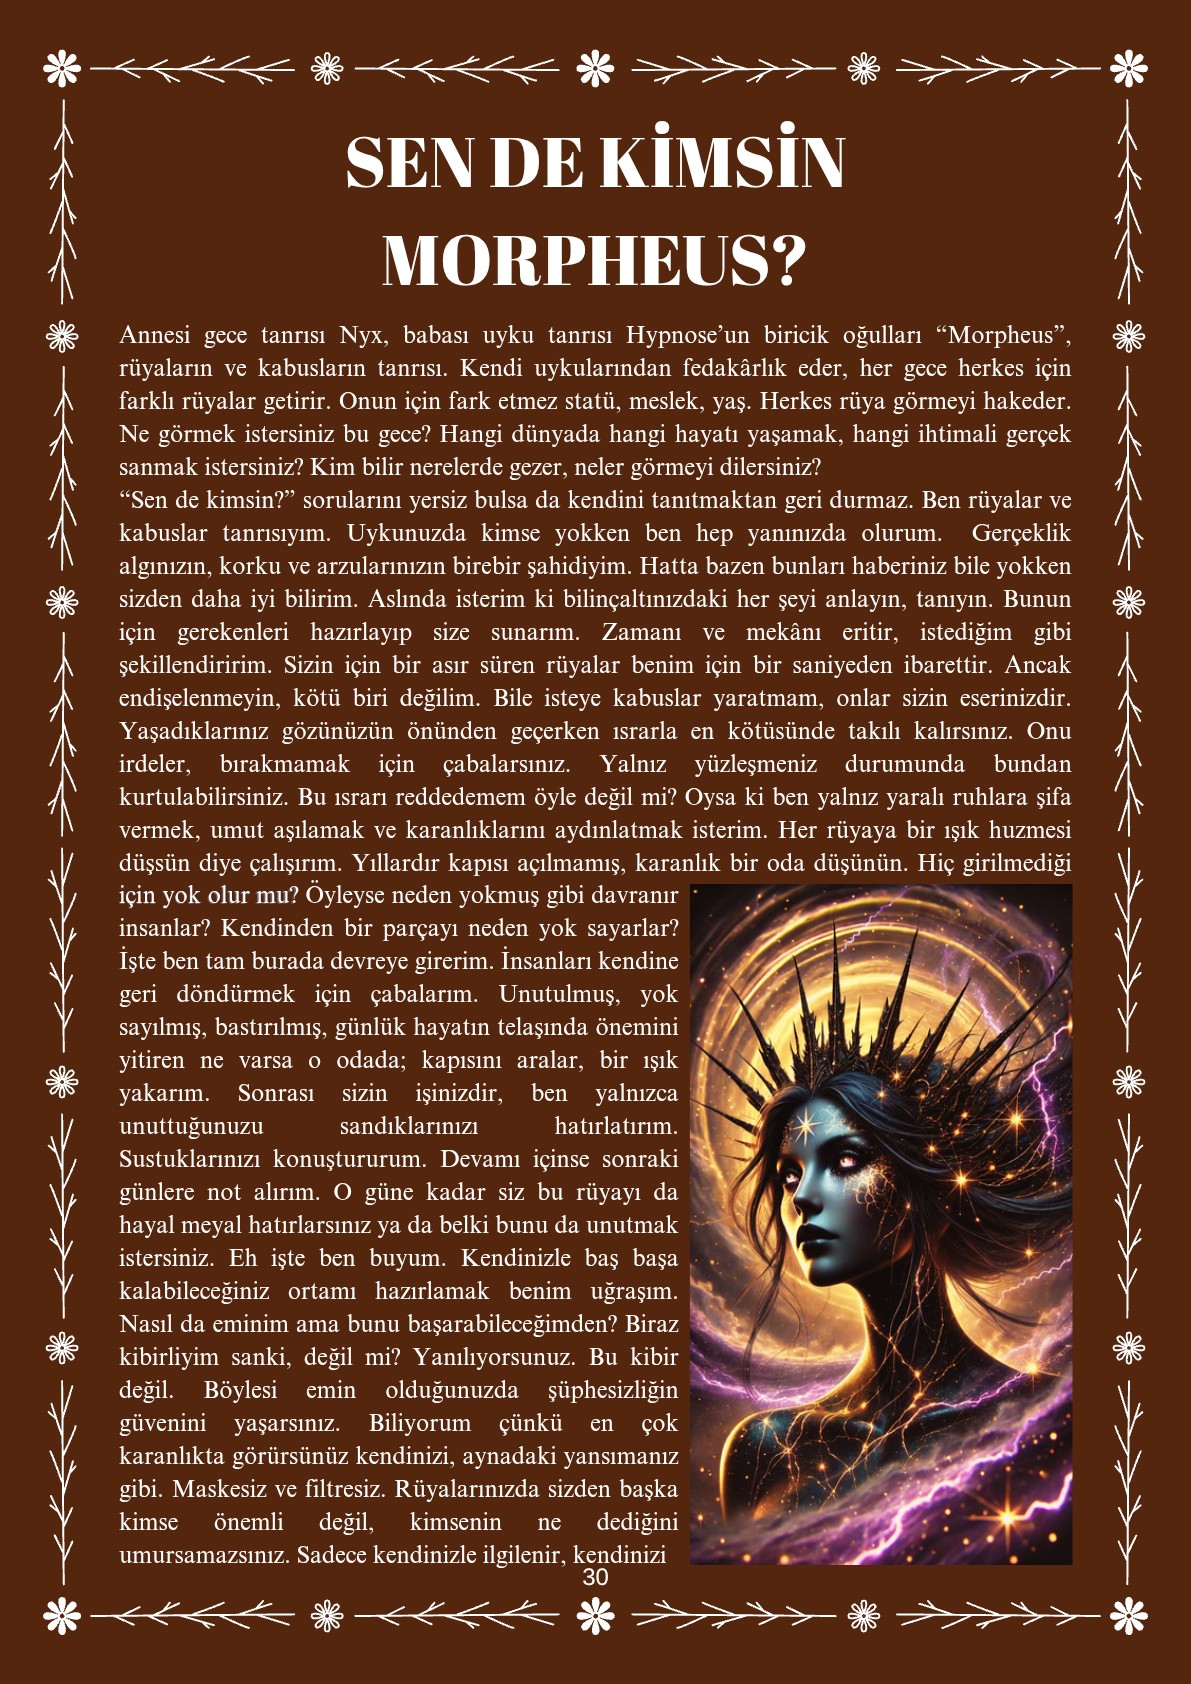 SEN DE KİMSİN
MORPHEUS?
Annesi gece tanrısı Nyx, babası uyku tanrısı Hypnose’un biricik oğulları “Morpheus”,
rüyaların ve kabusların tanrısı. Kendi uykularından fedakârlık eder, her gece herkes için
farklı rüyalar getirir. Onun için fark etmez statü, meslek, yaş. Herkes rüya görmeyi hakeder.
Ne görmek istersiniz bu gece? Hangi dünyada hangi hayatı yaşamak, hangi ihtimali gerçek
sanmak istersiniz? Kim bilir nerelerde gezer, neler görmeyi dilersiniz?
“Sen de kimsin?” sorularını yersiz bulsa da kendini tanıtmaktan geri durmaz. Ben rüyalar ve
kabuslar tanrısıyım. Uykunuzda kimse yokken ben hep yanınızda olurum. Gerçeklik
algınızın, korku ve arzularınızın birebir şahidiyim. Hatta bazen bunları haberiniz bile yokken
sizden daha iyi bilirim. Aslında isterim ki bilinçaltınızdaki her şeyi anlayın, tanıyın. Bunun
için gerekenleri hazırlayıp size sunarım. Zamanı ve mekânı eritir, istediğim gibi
şekillendiririm. Sizin için bir asır süren rüyalar benim için bir saniyeden ibarettir. Ancak
endişelenmeyin, kötü biri değilim. Bile isteye kabuslar yaratmam, onlar sizin eserinizdir.
Yaşadıklarınız gözünüzün önünden geçerken ısrarla en kötüsünde takılı kalırsınız. Onu
irdeler, bırakmamak için çabalarsınız. Yalnız yüzleşmeniz durumunda bundan
kurtulabilirsiniz. Bu ısrarı reddedemem öyle değil mi? Oysa ki ben yalnız yaralı ruhlara şifa
vermek, umut aşılamak ve karanlıklarını aydınlatmak isterim. Her rüyaya bir ışık huzmesi
düşsün diye çalışırım. Yıllardır kapısı açılmamış, karanlık bir oda düşünün. Hiç girilmediği
için yok olur mu? Öyleyse neden yokmuş gibi davranır
insanlar? Kendinden bir parçayı neden yok sayarlar?
İşte ben tam burada devreye girerim. İnsanları kendine
geri döndürmek için çabalarım. Unutulmuş, yok
sayılmış, bastırılmış, günlük hayatın telaşında önemini
yitiren ne varsa o odada; kapısını aralar, bir ışık
yakarım. Sonrası sizin işinizdir, ben yalnızca
unuttuğunuzu sandıklarınızı hatırlatırım.
Sustuklarınızı konuştururum. Devamı içinse sonraki
günlere not alırım. O güne kadar siz bu rüyayı da
hayal meyal hatırlarsınız ya da belki bunu da unutmak
istersiniz. Eh işte ben buyum. Kendinizle baş başa
kalabileceğiniz ortamı hazırlamak benim uğraşım.
Nasıl da eminim ama bunu başarabileceğimden? Biraz
kibirliyim sanki, değil mi? Yanılıyorsunuz. Bu kibir
değil. Böylesi emin olduğunuzda şüphesizliğin
güvenini yaşarsınız. Biliyorum çünkü en çok
karanlıkta görürsünüz kendinizi, aynadaki yansımanız
gibi. Maskesiz ve filtresiz. Rüyalarınızda sizden başka
kimse önemli değil, kimsenin ne dediğini
umursamazsınız. Sadece kendinizle ilgilenir, kendinizi
30